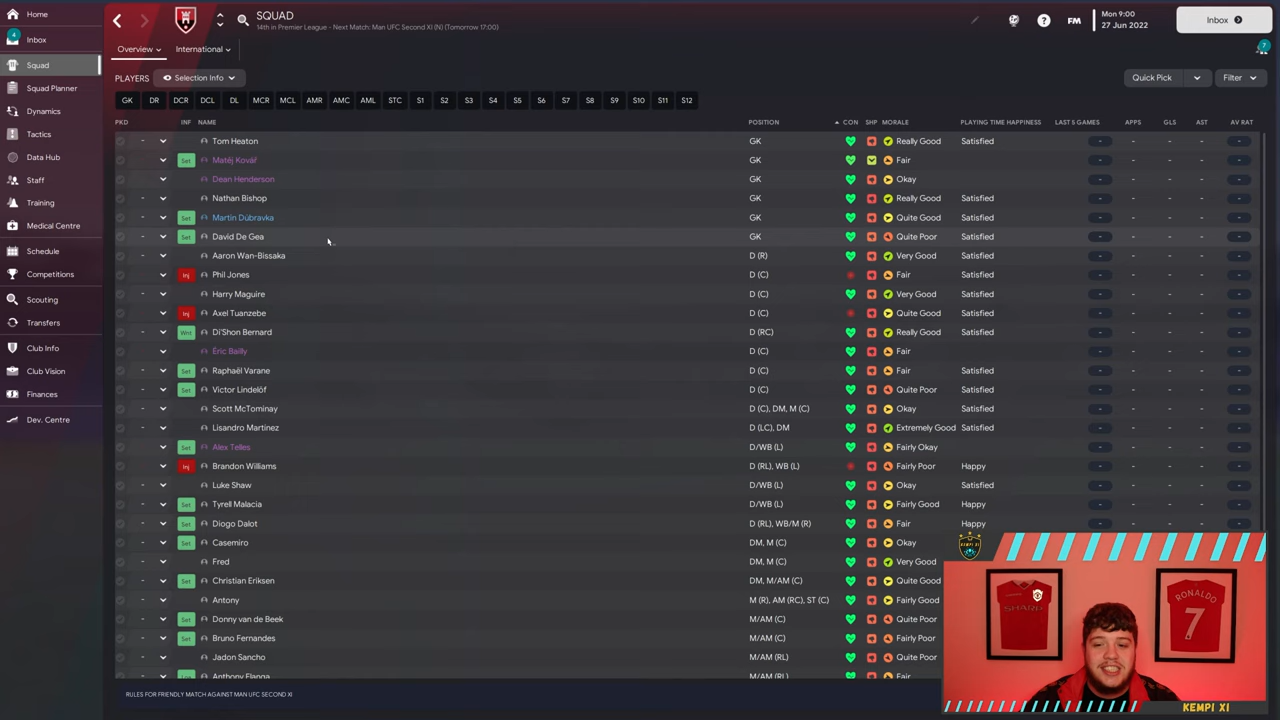 Home
4
Inbox
Squad
Squad Planner
Dynamics
Tactics
Data Hub
Staff
Training
Medical Centre
Schedule
Competitions
Scouting
Transfers
Club Info
Club Vision
Finances
Dev. Centre
SQUAD
14th in Premier League - Next Match: Man UFC Second XI (N) (Tomorrow 17:00)
?
FM
Mon 9:00
27 Jun 2022
Inbox
Overview
International
7
PLAYERS
Selection Info
Quick Pick
Filter
GK DR DCR DCL DL MCR MCL AMR AMC AML STC S1 S2 S3 S4 S5 S6 S7 S8 S9 S10 S11 S12
PKD INF NAME POSITION CON SHP MORALE PLAYING TIME HAPPINESS LAST 5 GAMES APPS GLS AST AV RAT
- Tom Heaton GK Really Good Satisfied - - - - -
- Set Matěj Kovář GK Fair - - - - -
Dean Henderson GK Okay - - - - -
- Nathan Bishop GK Really Good Satisfied - - - - -
- Set Martin Dúbravka GK Quite Good Satisfied - - - - -
- Set David De Gea GK Quite Poor Satisfied - - - - -
- Aaron Wan-Bissaka D (R) Very Good Satisfied - - - - -
- Inj Phil Jones D (C) Fair Satisfied - - - - -
- Harry Maguire D (C) Very Good Satisfied - - - - -
- Inj Axel Tuanzebe D (C) Quite Good Satisfied - - - - -
- Wnt Di'Shon Bernard D (RC) Really Good Satisfied - - - - -
Éric Bailly D (C) Fair - - - - -
- Set Raphaël Varane D (C) Fair Satisfied - - - - -
- Set Victor Lindelöf D (C) Quite Poor Satisfied - - - - -
- Scott McTominay D (C), DM, M (C) Okay Satisfied - - - - -
- Lisandro Martínez D (LC), DM Extremely Good Satisfied - - - - -
- Set Alex Telles D/WB (L) Fairly Okay - - - - -
- Inj Brandon Williams D (RL), WB (L) Fairly Poor Happy - - - - -
- Luke Shaw D/WB (L) Okay Satisfied - - - - -
- Set Tyrell Malacia D/WB (L) Fairly Good Happy - - - - -
- Set Diogo Dalot D (RL), WB/M (R) Fair Happy - - - - -
- Set Casemiro DM, M (C) Okay
- Fred DM, M (C) Very Good
- Set Christian Eriksen DM, M/AM (C) Quite Good
- Antony M (R), AM (RC), ST (C) Fairly Good
- Set Donny van de Beek M/AM (C) Quite Poor
- Set Bruno Fernandes M/AM (C) Fairly Poor
- Jadon Sancho M/AM (RL) Quite Poor
Anthony Elanga M/AM (RL) Fair
RULES FOR FRIENDLY MATCH AGAINST MAN UFC SECOND XI
KEMPI XI
SHARP
RONALDO
7
KEMPI XI